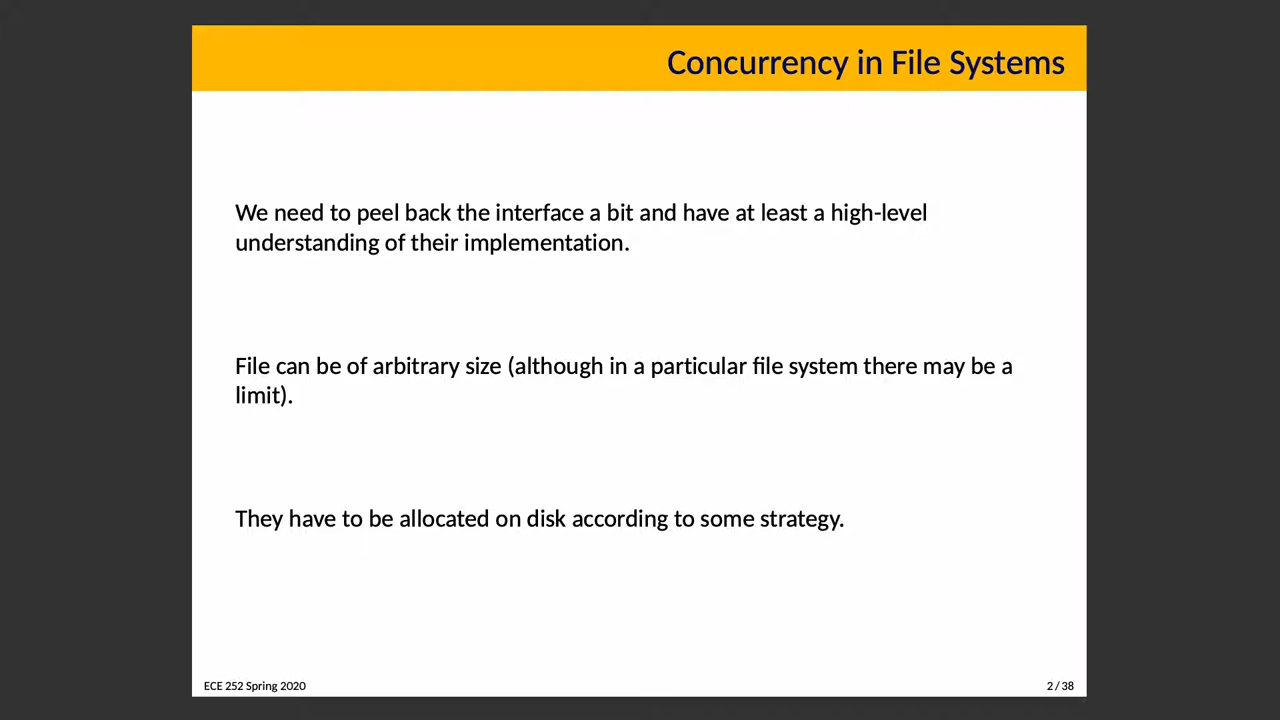 Concurrency in File Systems
We need to peel back the interface a bit and have at least a high-level
understanding of their implementation.
File can be of arbitrary size (although in a particular file system there may be a
limit).
They have to be allocated on disk according to some strategy.
ECE 252 Spring 2020
2 / 38